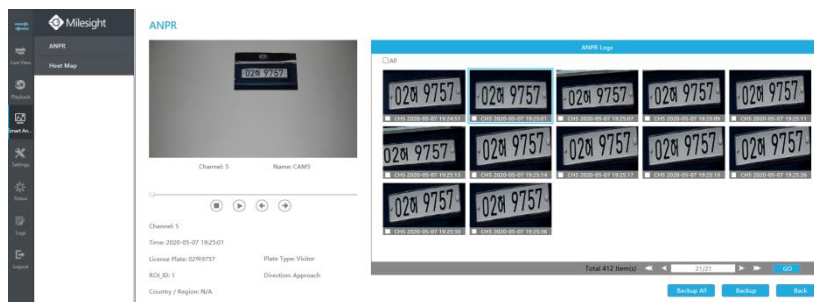 Milesight
ANPR
Heat Map
Live View
Playback
Smart An...
Settings
Status
Logs
Logout
ANPR
02허 9757
Channel: 5 Name: CAM5
Channel: 5
Time: 2020-05-07 19:25:01
License Plate: 02허9757 Plate Type: Visitor
ROI_ID: 1 Direction: Approach
Country / Region: N/A
ANPR Logs
All
02허 9757 02허 9757 02허 9757 02허 9757 02허 9757
CH5 2020-05-07 19:24:51 CH5 2020-05-07 19:25:01 CH5 2020-05-07 19:25:07 CH5 2020-05-07 19:25:09 CH5 2020-05-07 19:25:11
02허 9757 02허 9757 02허 9757 02허 9757 02허 9757
CH5 2020-05-07 19:25:13 CH5 2020-05-07 19:25:14 CH5 2020-05-07 19:25:17 CH5 2020-05-07 19:25:19 CH5 2020-05-07 19:25:26
02허 9757 02허 9757
CH5 2020-05-07 19:25:30 CH5 2020-05-07 19:25:36
Total 412 Item(s) 21/21 GO
Backup All Backup Back